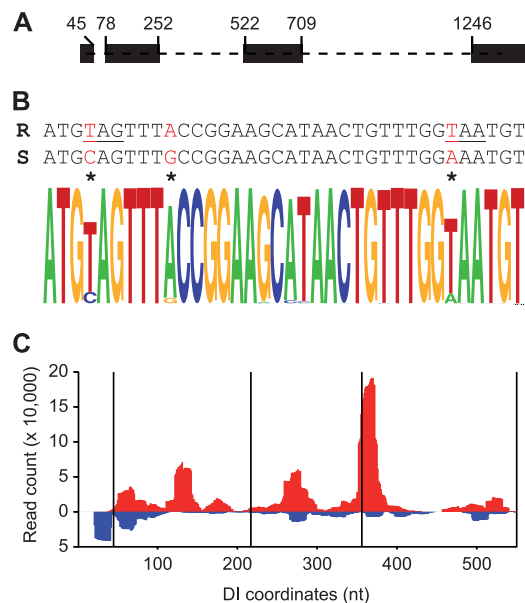 A
45 78 252 522 709 1246
B
R ATGTAGTTTACCGGAAGCATAACTGTTTGGTAATGT
S ATGCAGTTTGCCGGAAGCATAACTGTTTGGAAATGT
* * *
ATGTAGTTTACCGGAAGCATAACTGTTTGGTAATGT
C G A
C
Read count (x 10,000)
20
15
10
5
0
5
100 200 300 400 500
DI coordinates (nt)